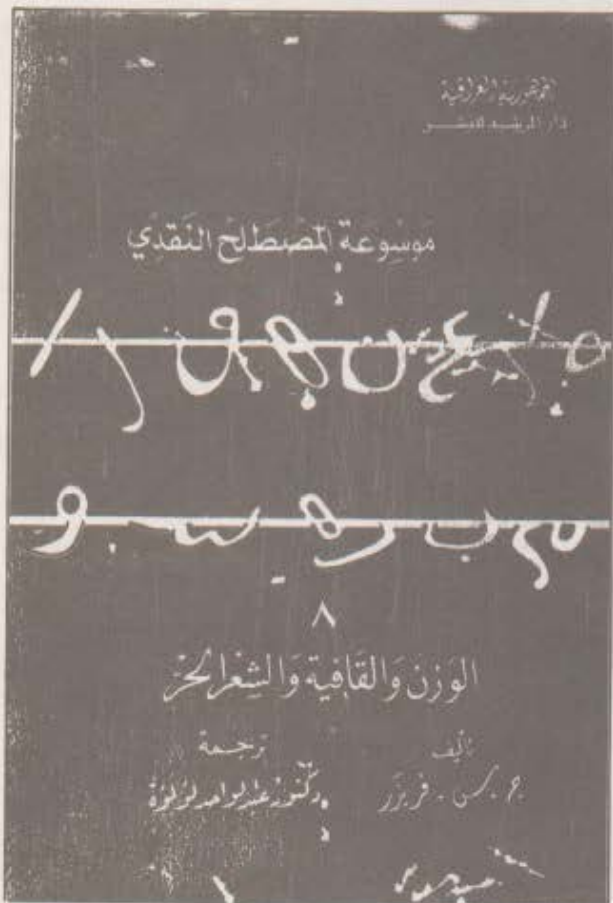 الجمهورية العراقية
دار الرشيد للنشر
موسوعة المصطلح النقدي
٨
الوزن والقافية والشعر الحر
تأليف
ترجمة
ج. س. فريزر
دكتور عبد الواحد لؤلؤة